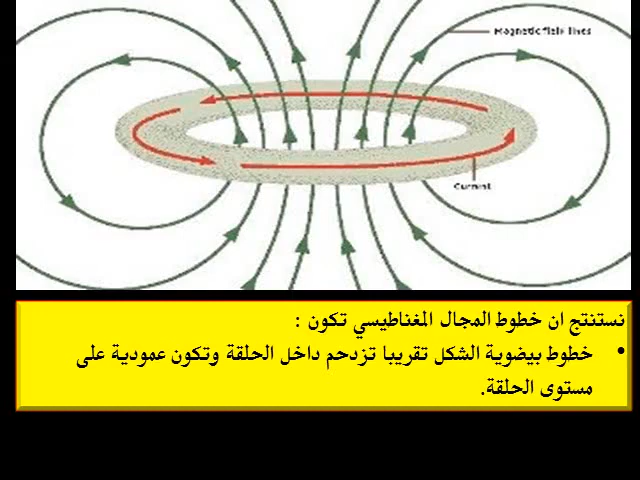 Magnetic field lines
Current
نستنتج ان خطوط المجال المغناطيسي تكون :
• خطوط بيضوية الشكل تقريبا تزدحم داخل الحلقة وتكون عمودية على
مستوى الحلقة.